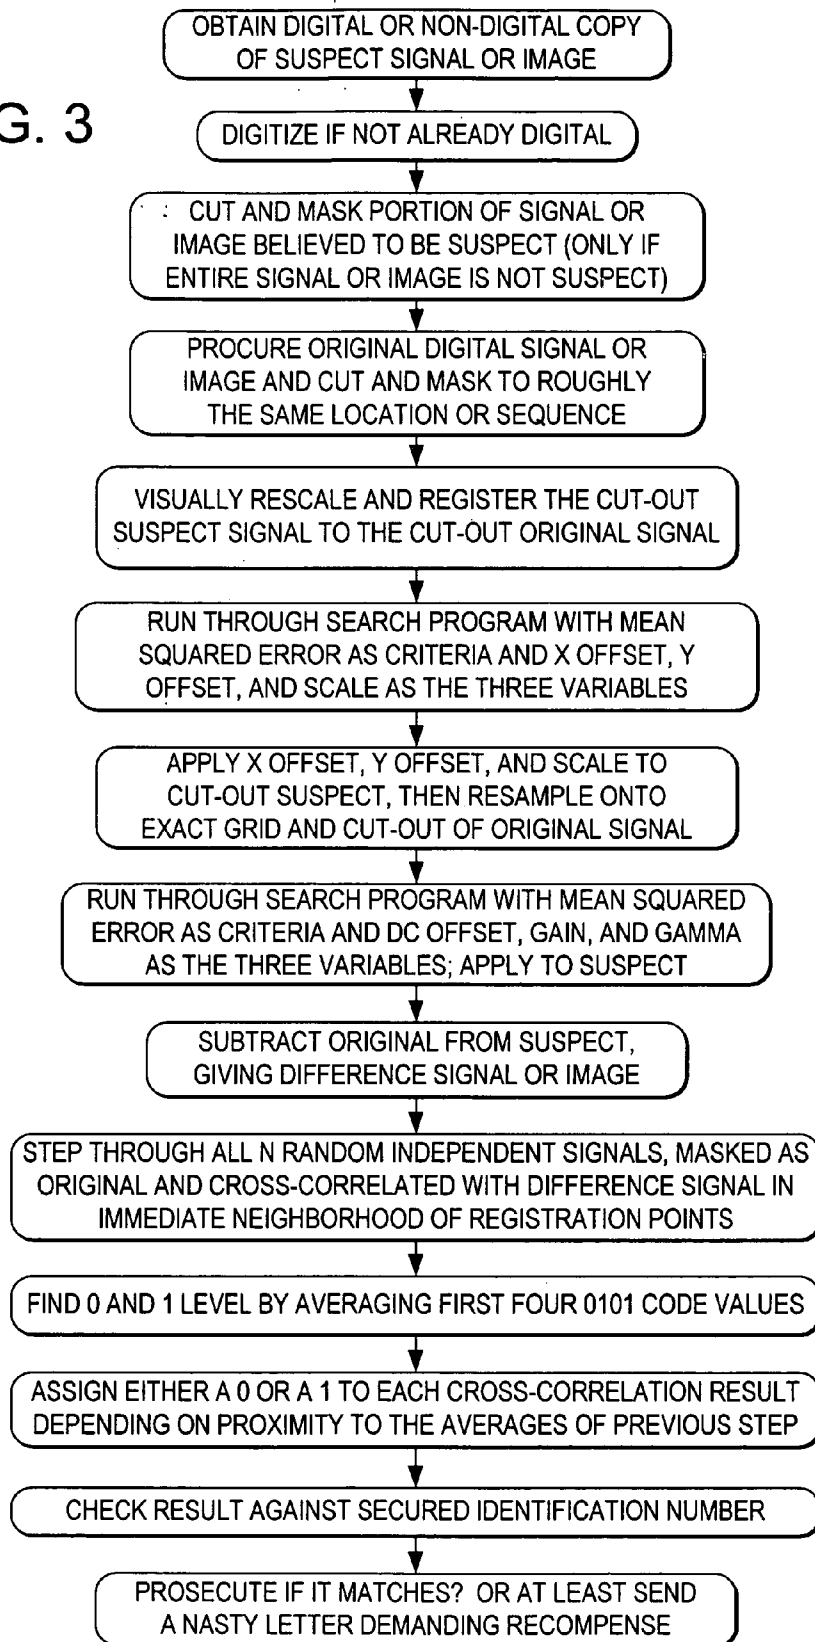 OBTAIN DIGITAL OR NON-DIGITAL COPY
OF SUSPECT SIGNAL OR IMAGE
G. 3
DIGITIZE IF NOT ALREADY DIGITAL
CUT AND MASK PORTION OF SIGNAL OR
IMAGE BELIEVED TO BE SUSPECT (ONLY IF
ENTIRE SIGNAL OR IMAGE IS NOT SUSPECT)
PROCURE ORIGINAL DIGITAL SIGNAL OR
IMAGE AND CUT AND MASK TO ROUGHLY
THE SAME LOCATION OR SEQUENCE
VISUALLY RESCALE AND REGISTER THE CUT-OUT
SUSPECT SIGNAL TO THE CUT-OUT ORIGINAL SIGNAL
RUN THROUGH SEARCH PROGRAM WITH MEAN
SQUARED ERROR AS CRITERIA AND X OFFSET, Y
OFFSET, AND SCALE AS THE THREE VARIABLES
APPLY X OFFSET, Y OFFSET, AND SCALE TO
CUT-OUT SUSPECT, THEN RESAMPLE ONTO
EXACT GRID AND CUT-OUT OF ORIGINAL SIGNAL
RUN THROUGH SEARCH PROGRAM WITH MEAN SQUARED
ERROR AS CRITERIA AND DC OFFSET, GAIN, AND GAMMA
AS THE THREE VARIABLES; APPLY TO SUSPECT
SUBTRACT ORIGINAL FROM SUSPECT,
GIVING DIFFERENCE SIGNAL OR IMAGE
STEP THROUGH ALL N RANDOM INDEPENDENT SIGNALS, MASKED AS
ORIGINAL AND CROSS-CORRELATED WITH DIFFERENCE SIGNAL IN
IMMEDIATE NEIGHBORHOOD OF REGISTRATION POINTS
FIND 0 AND 1 LEVEL BY AVERAGING FIRST FOUR 0101 CODE VALUES
ASSIGN EITHER A 0 OR A 1 TO EACH CROSS-CORRELATION RESULT
DEPENDING ON PROXIMITY TO THE AVERAGES OF PREVIOUS STEP
CHECK RESULT AGAINST SECURED IDENTIFICATION NUMBER
PROSECUTE IF IT MATCHES? OR AT LEAST SEND
A NASTY LETTER DEMANDING RECOMPENSE